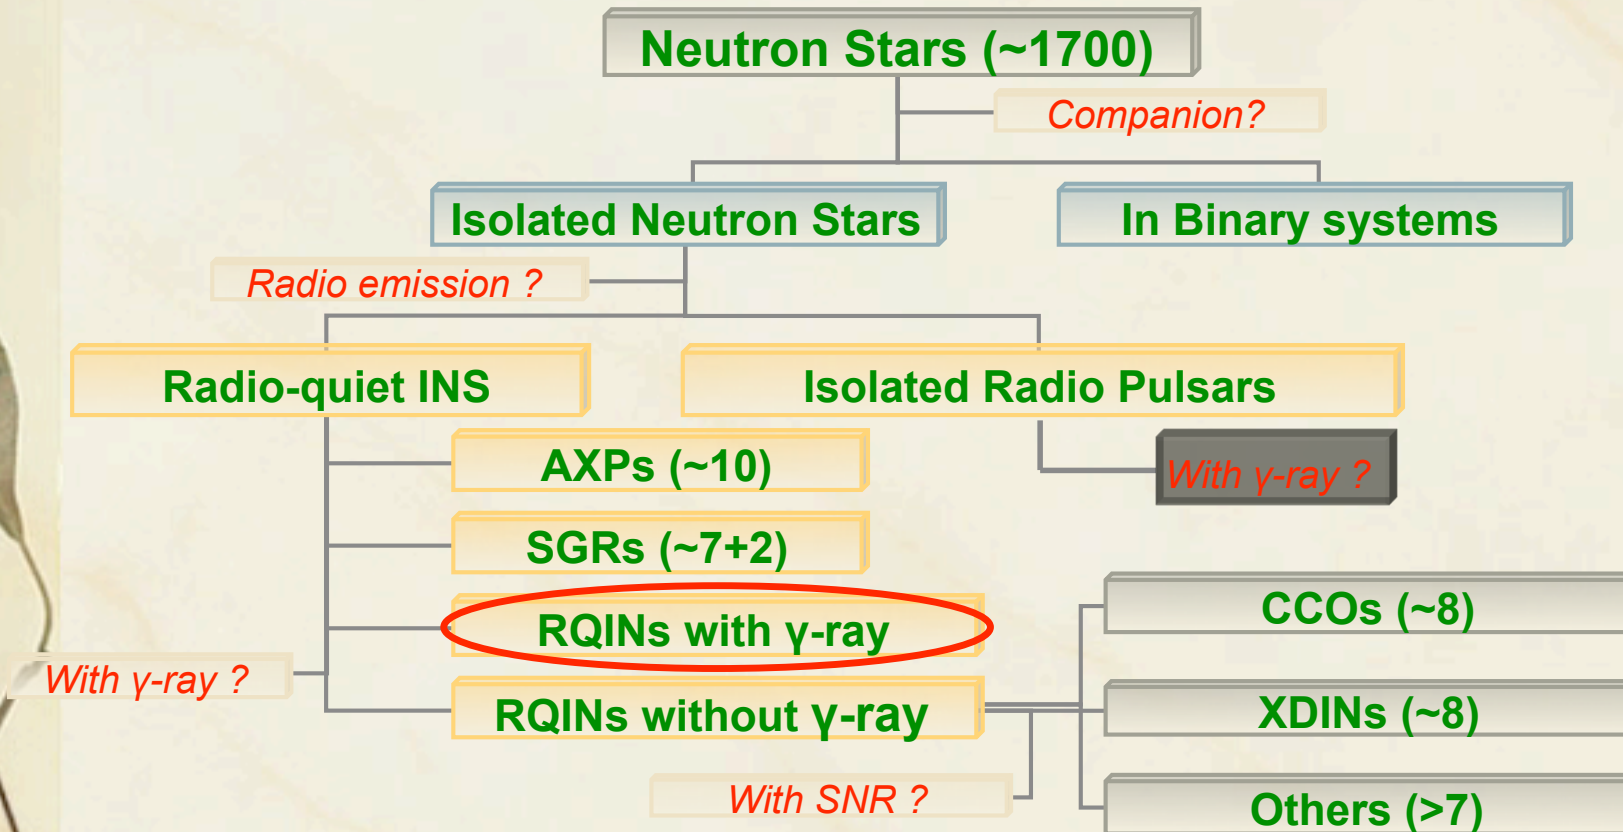 Neutron Stars (~1700)
Companion?
Isolated Neutron Stars
In Binary systems
Radio emission ?
Radio-quiet INS
Isolated Radio Pulsars
AXPs (~10)
With γ-ray ?
SGRs (~7+2)
RQINs with γ-ray
CCOs (~8)
With γ-ray ?
RQINs without γ-ray
XDINs (~8)
With SNR ?
Others (>7)